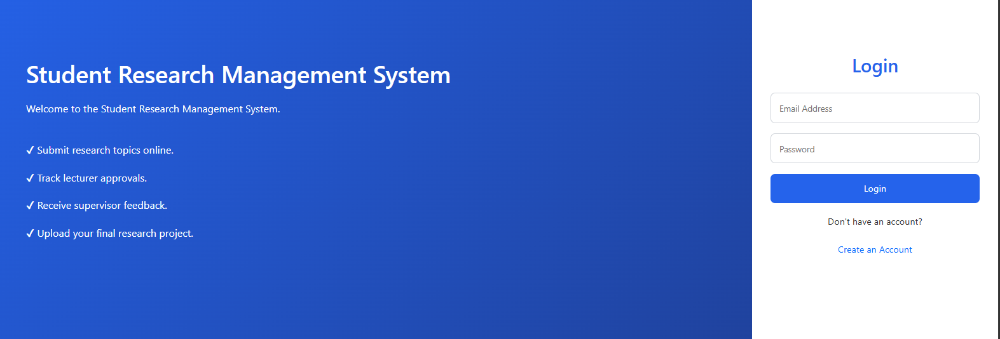 Student Research Management System
Welcome to the Student Research Management System.
✓ Submit research topics online.
✓ Track lecturer approvals.
✓ Receive supervisor feedback.
✓ Upload your final research project.
Login
Email Address
Password
Login
Don't have an account?
Create an Account